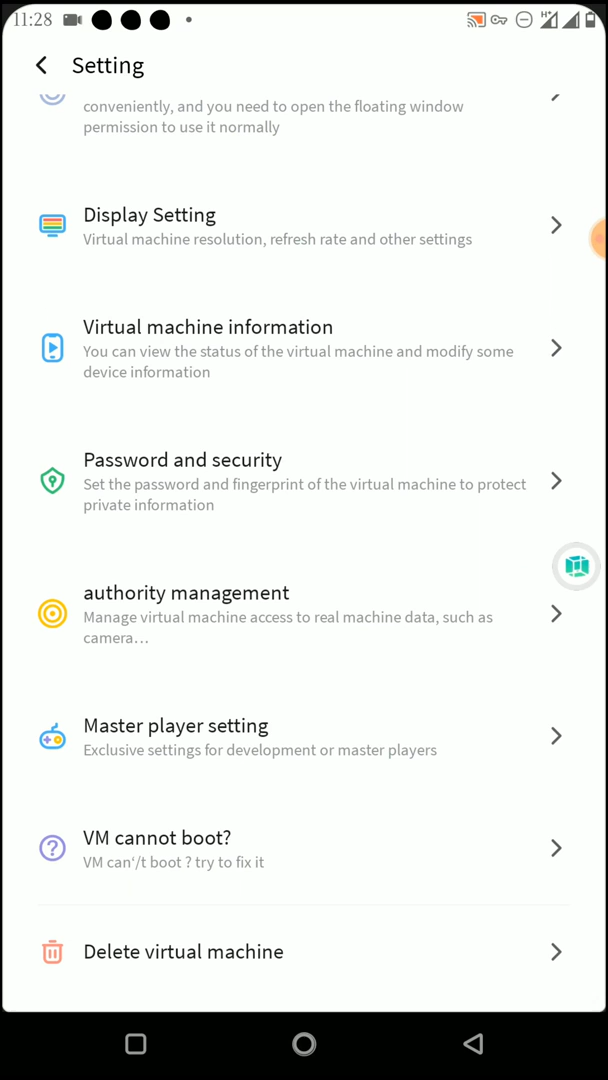 11:28
H+
Setting
conveniently, and you need to open the floating window
permission to use it normally
Display Setting
Virtual machine resolution, refresh rate and other settings
Virtual machine information
You can view the status of the virtual machine and modify some
device information
Password and security
Set the password and fingerprint of the virtual machine to protect
private information
authority management
Manage virtual machine access to real machine data, such as
camera...
Master player setting
Exclusive settings for development or master players
VM cannot boot?
VM can'/t boot ? try to fix it
Delete virtual machine